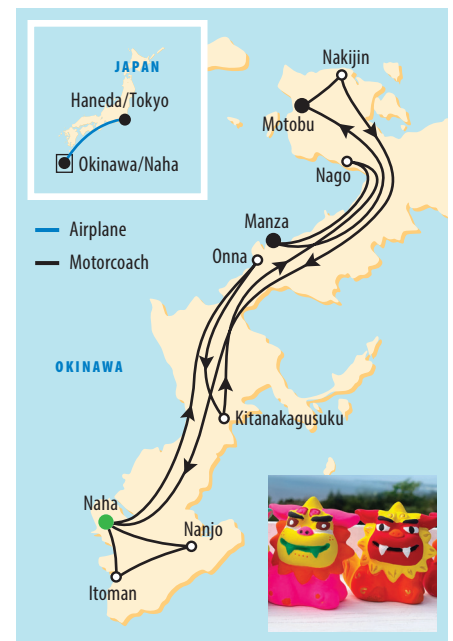 JAPAN
Haneda/Tokyo
Okinawa/Naha
Airplane
Motorcoach
Nakijin
Motobu
Nago
Manza
Onna
OKINAWA
Kitanakagusuku
Naha
Nanjo
Itoman